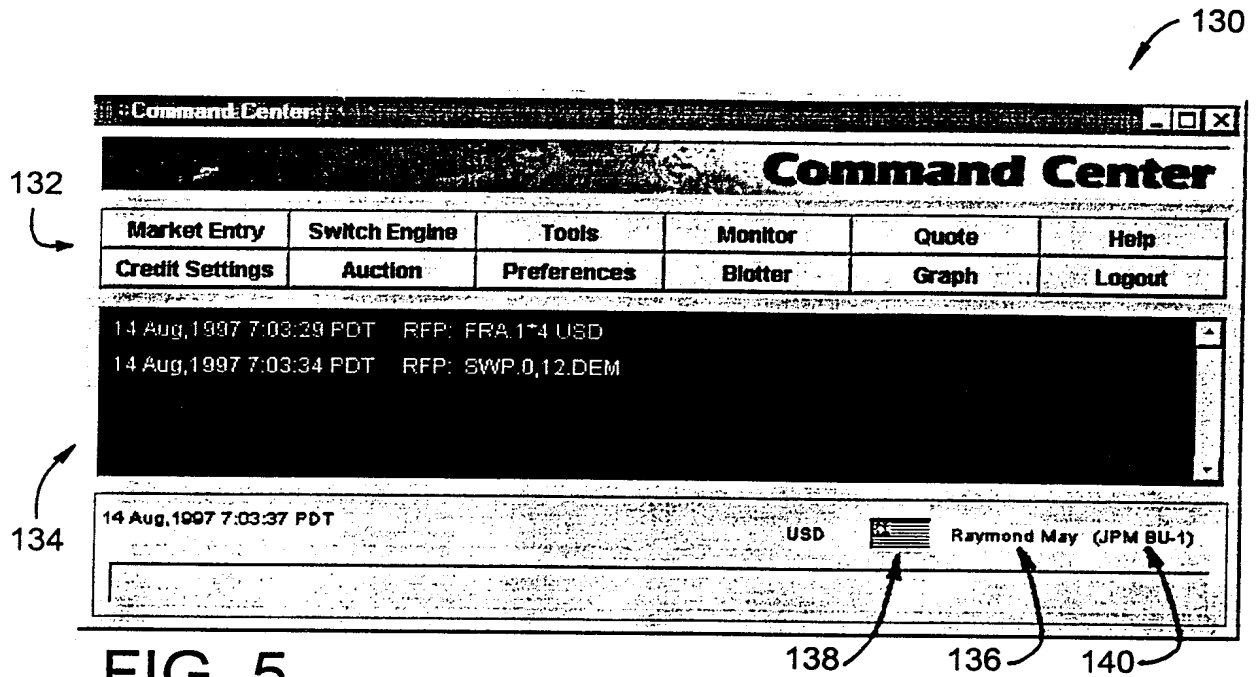 130
Command Center
Command Center
132
Market Entry Switch Engine Tools Monitor Quote Help
Credit Settings Auction Preferences Blotter Graph Logout
14 Aug,1997 7:03:29 PDT RFP: FRA.1*4.USD
14 Aug,1997 7:03:34 PDT RFP: SWP.0,12.DEM
134
14 Aug,1997 7:03:37 PDT
USD Raymond May (JPM BU-1)
138 136 140
FIG. 5